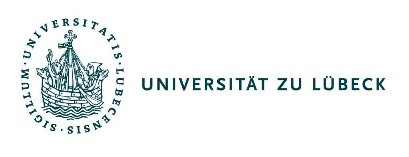 SIGILLUM · UNIVERSITATIS · LUBECENSIS ·
UNIVERSITÄT ZU LÜBECK